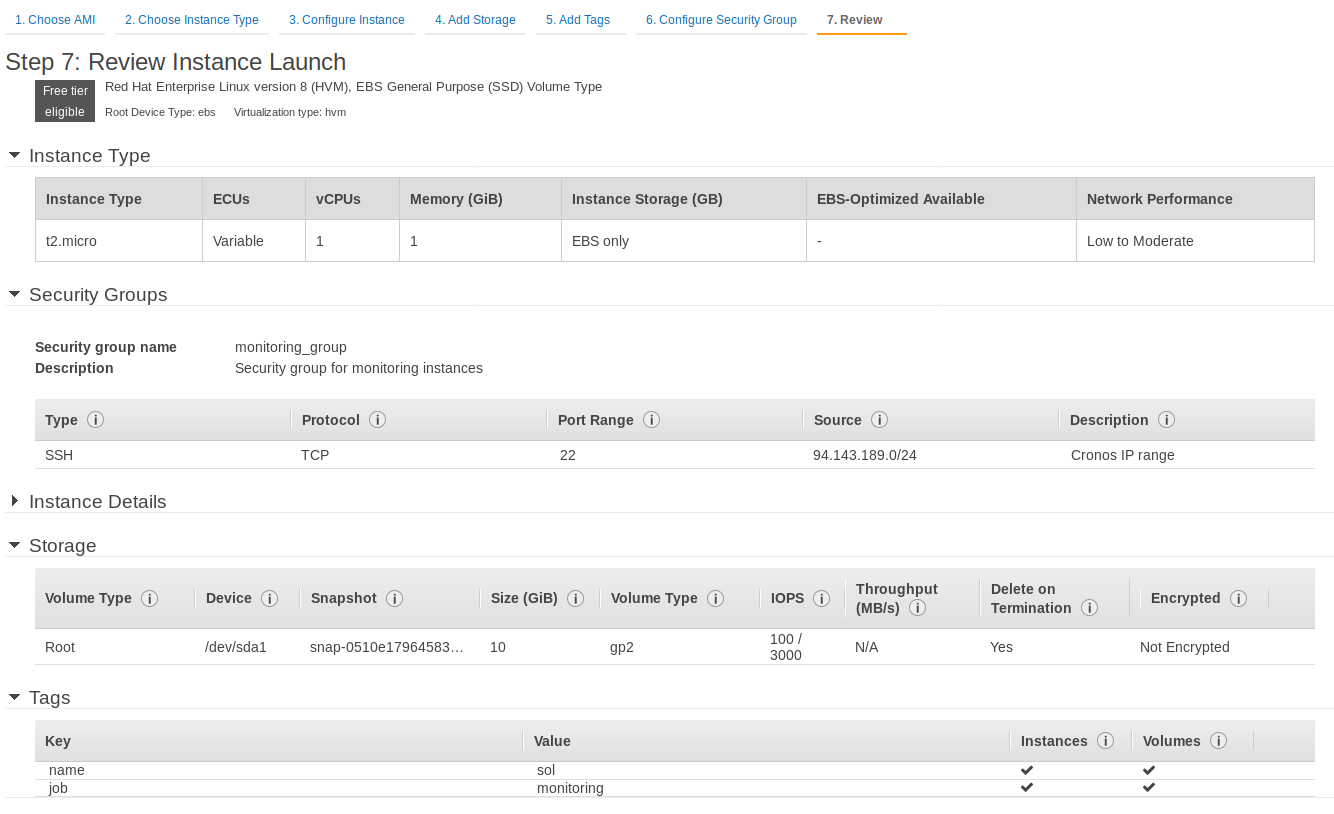 1. Choose AMI 2. Choose Instance Type 3. Configure Instance 4. Add Storage 5. Add Tags 6. Configure Security Group 7. Review
Step 7: Review Instance Launch
Free tier eligible
Red Hat Enterprise Linux version 8 (HVM), EBS General Purpose (SSD) Volume Type
Root Device Type: ebs Virtualization type: hvm
Instance Type
Instance Type ECUs vCPUs Memory (GiB) Instance Storage (GB) EBS-Optimized Available Network Performance
t2.micro Variable 1 1 EBS only - Low to Moderate
Security Groups
Security group name monitoring_group
Description Security group for monitoring instances
Type Protocol Port Range Source Description
SSH TCP 22 94.143.189.0/24 Cronos IP range
Instance Details
Storage
Volume Type Device Snapshot Size (GiB) Volume Type IOPS Throughput (MB/s) Delete on Termination Encrypted
Root /dev/sda1 snap-0510e17964583... 10 gp2 100 / 3000 N/A Yes Not Encrypted
Tags
Key Value Instances Volumes
name sol
job monitoring